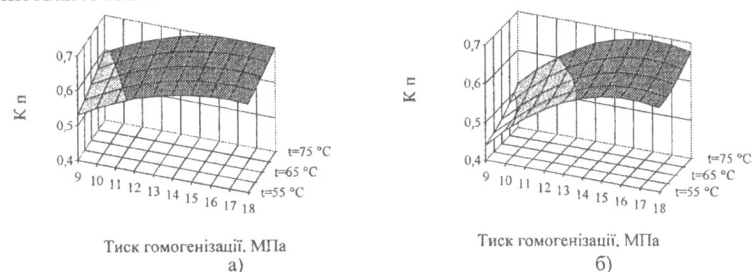 К п
0,7
0,6
0,5
0,4
9 10 11 12 13 14 15 16 17 18
t=75 °C
t=65 °C
t=55 °C
Тиск гомогенізації, МПа
а)
К п
0,7
0,6
0,5
0,4
9 10 11 12 13 14 15 16 17 18
t=75 °C
t=65 °C
t=55 °C
Тиск гомогенізації, МПа
б)